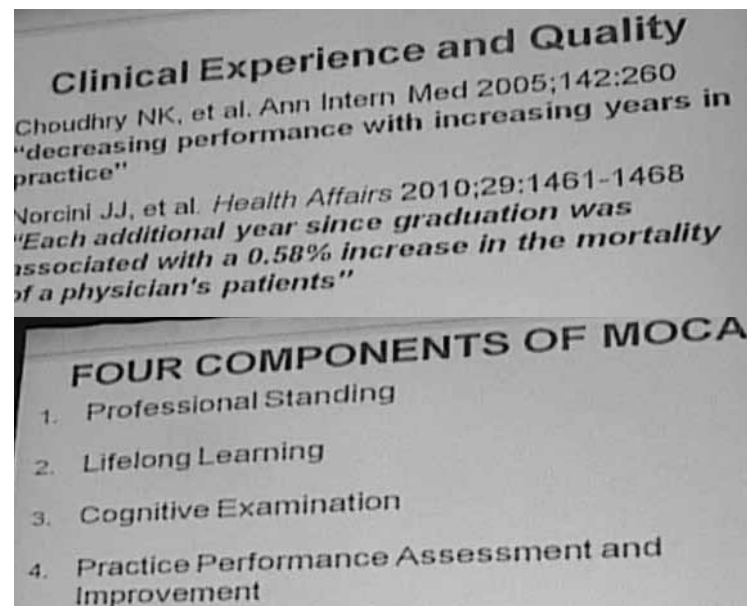 Clinical Experience and Quality
Choudhry NK, et al. Ann Intern Med 2005;142:260
“decreasing performance with increasing years in
practice”
Norcini JJ, et al. Health Affairs 2010;29:1461-1468
“Each additional year since graduation was
associated with a 0.58% increase in the mortality
of a physician's patients”
FOUR COMPONENTS OF MOCA
1. Professional Standing
2. Lifelong Learning
3. Cognitive Examination
4. Practice Performance Assessment and
Improvement